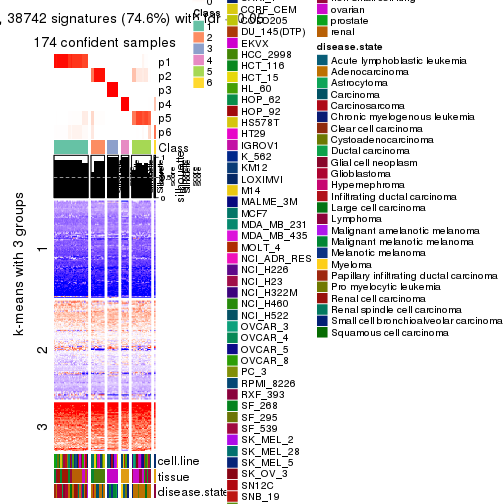 , 38742 signatures (74.6%) with fdr < 0.05
174 confident samples
p1
p2
p3
p4
p5
p6
Class
silhouette
k-means with 3 groups
1
2
3
cell.line
tissue
disease.state
Class
1
2
3
4
5
6
CCRF_CEM
COLO205
DU_145(DTP)
EKVX
HCC_2998
HCT_116
HCT_15
HL_60
HOP_62
HOP_92
HS578T
HT29
IGROV1
K_562
KM12
LOXIMVI
M14
MALME_3M
MCF7
MDA_MB_231
MDA_MB_435
MOLT_4
NCI_ADR_RES
NCI_H226
NCI_H23
NCI_H322M
NCI_H460
NCI_H522
OVCAR_3
OVCAR_4
OVCAR_5
OVCAR_8
PC_3
RPMI_8226
RXF_393
SF_268
SF_295
SF_539
SK_MEL_2
SK_MEL_28
SK_MEL_5
SK_OV_3
SN12C
SNB_19
ovarian
prostate
renal
disease.state
Acute lymphoblastic leukemia
Adenocarcinoma
Astrocytoma
Carcinoma
Carcinosarcoma
Chronic myelogenous leukemia
Clear cell carcinoma
Cystoadenocarcinoma
Ductal carcinoma
Glial cell neoplasm
Glioblastoma
Hypernephroma
Infiltrating ductal carcinoma
Large cell carcinoma
Lymphoma
Malignant amelanotic melanoma
Malignant melanotic melanoma
Melanotic melanoma
Myeloma
Papillary infiltrating ductal carcinoma
Pro myelocytic leukemia
Renal cell carcinoma
Renal spindle cell carcinoma
Small cell bronchioalveolar carcinoma
Squamous cell carcinoma